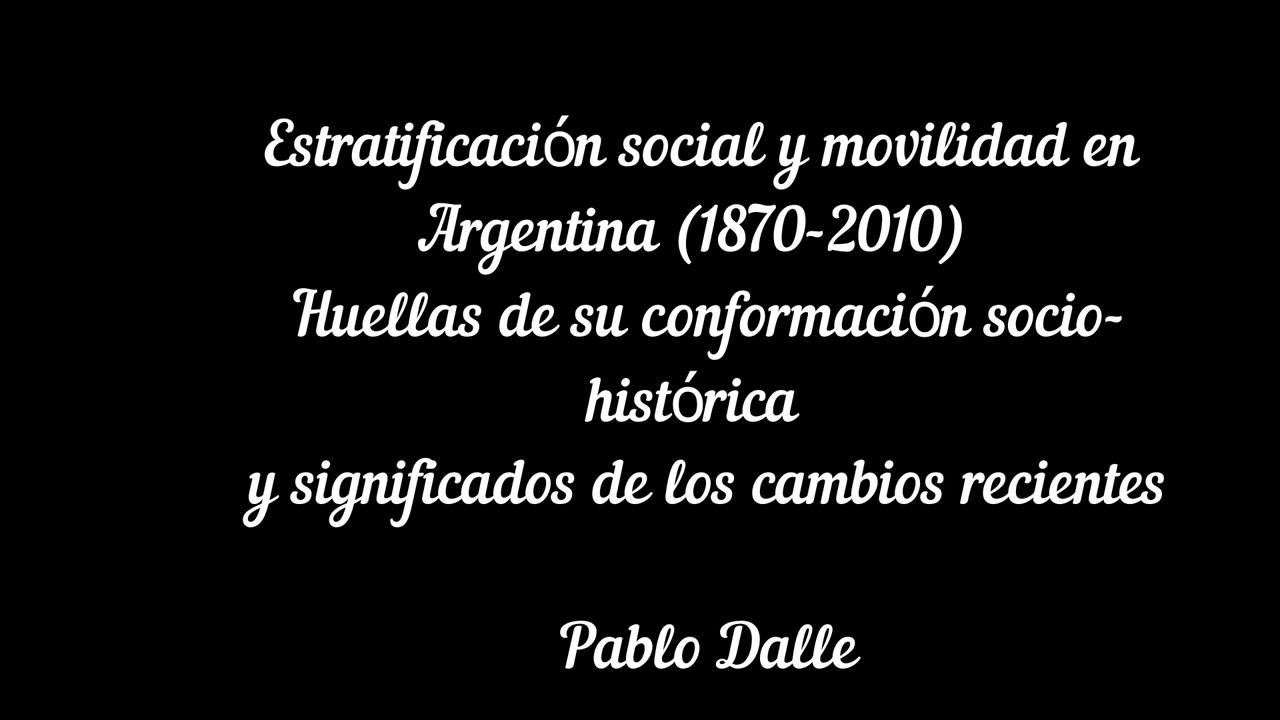 Estratificación social y movilidad en
Argentina (1870-2010)
Huellas de su conformación socio-
histórica
y significados de los cambios recientes
Pablo Dalle